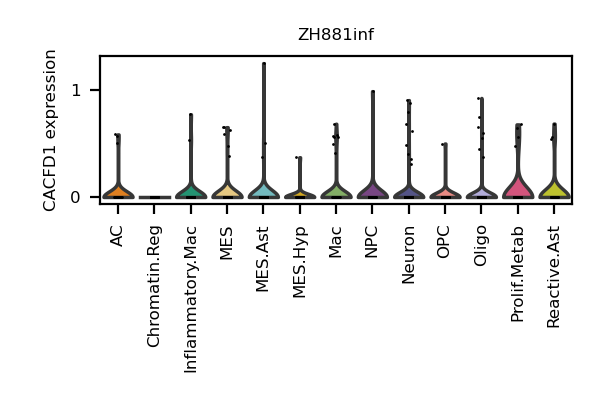 ZH881inf
CACFD1 expression
1
0
AC
Chromatin.Reg
Inflammatory.Mac
MES
MES.Ast
MES.Hyp
Mac
NPC
Neuron
OPC
Oligo
Prolif.Metab
Reactive.Ast